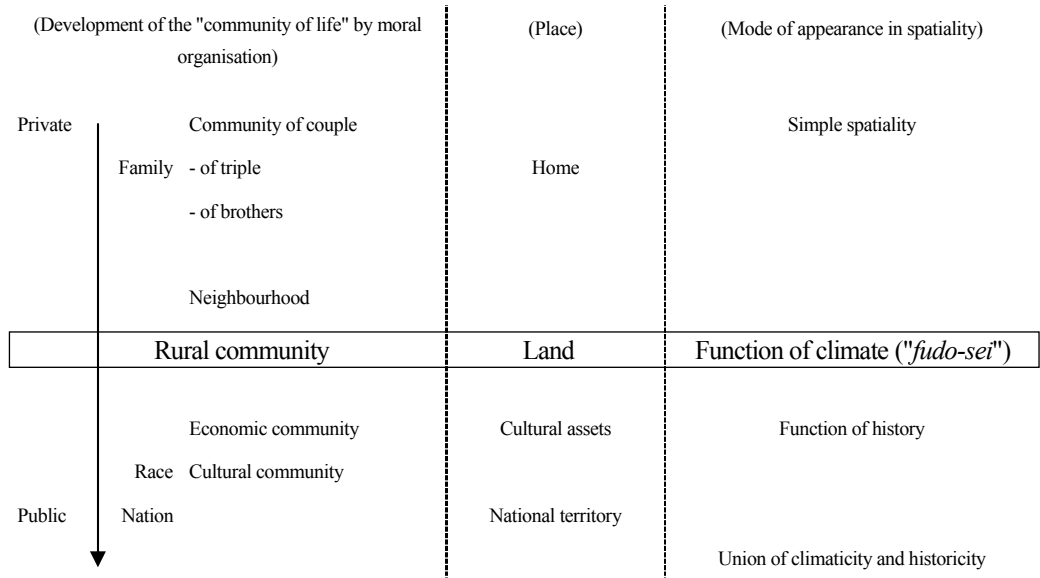 (Development of the "community of life" by moral organisation) (Place) (Mode of appearance in spatiality)
Private Community of couple Simple spatiality
Family - of triple Home
- of brothers
Neighbourhood
Rural community Land Function of climate ("fudo-sei")
Economic community Cultural assets Function of history
Race Cultural community
Public Nation National territory
Union of climaticity and historicity